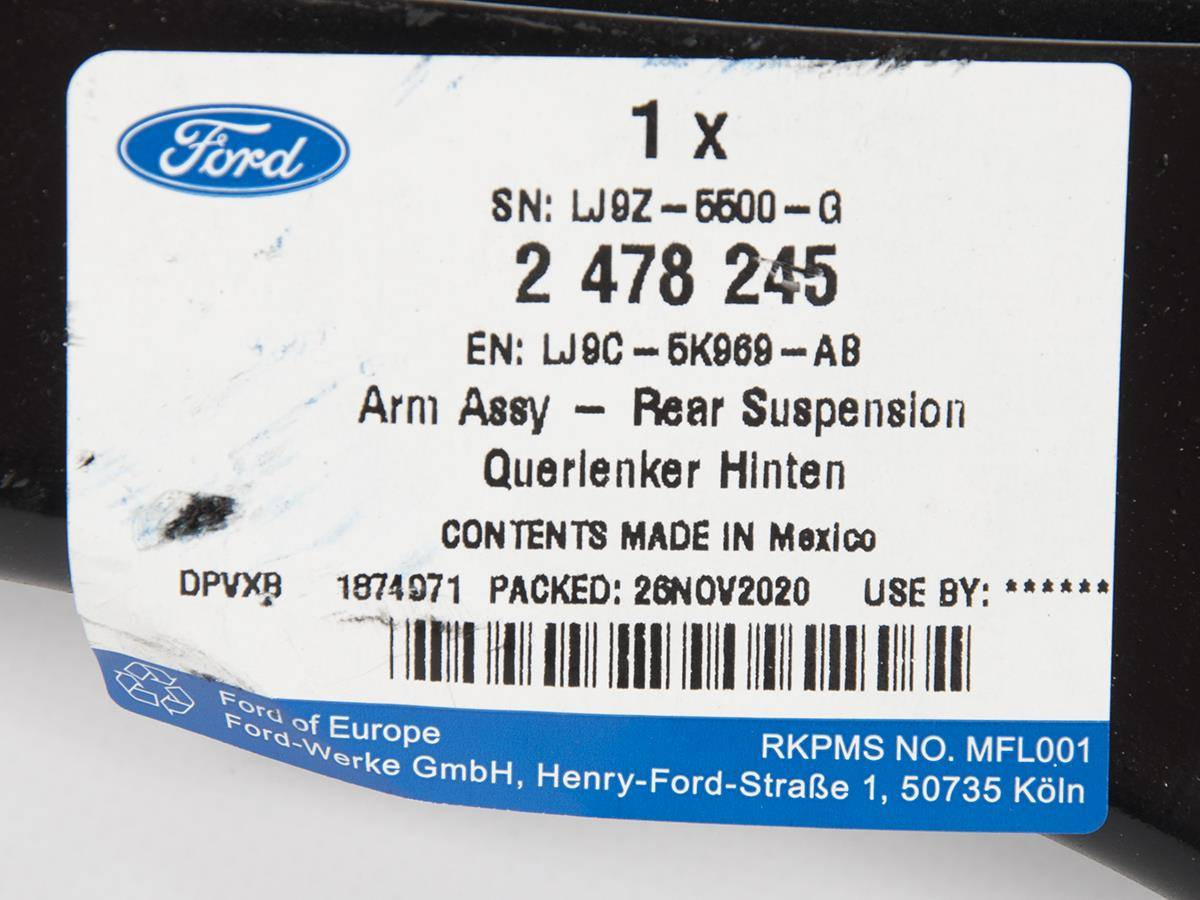 Ford
1 x
SN: LJ9Z-5500-G
2 478 245
EN: LJ9C-5K969-AB
Arm Assy - Rear Suspension
Querlenker Hinten
CONTENTS MADE IN Mexico
DPVXB 1874971 PACKED: 26NOV2020 USE BY: ******
Ford of Europe
RKPMS NO. MFL001
Ford-Werke GmbH, Henry-Ford-Straße 1, 50735 Köln